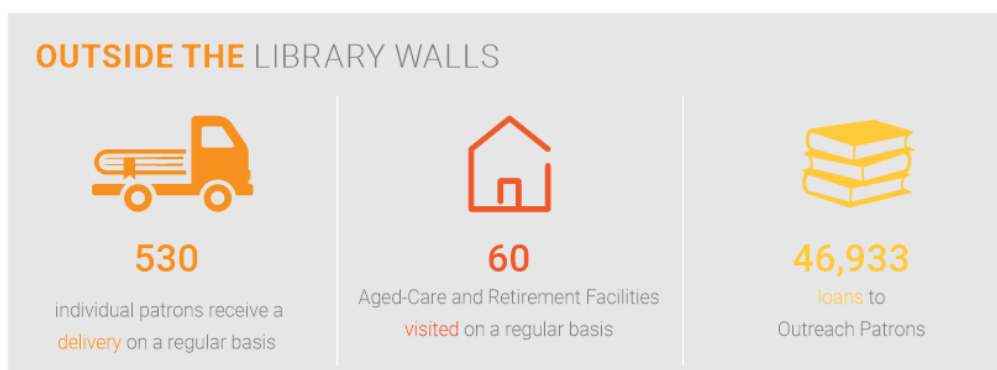 OUTSIDE THE LIBRARY WALLS
530
individual patrons receive a
delivery on a regular basis
60
Aged-Care and Retirement Facilities
visited on a regular basis
46,933
loans to
Outreach Patrons